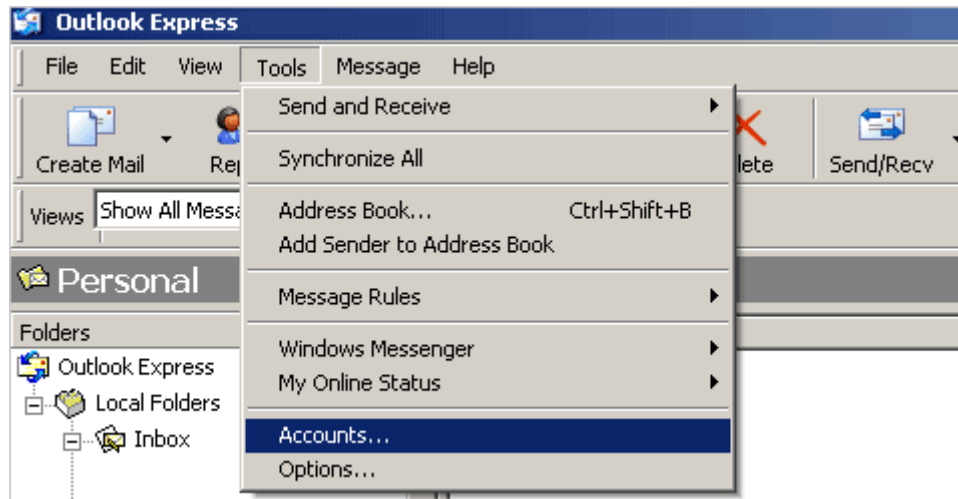 Outlook Express
File Edit View Tools Message Help
Send and Receive
Create Mail
Send/Recv
Synchronize All
Views Show All
Address Book... Ctrl+Shift+B
Add Sender to Address Book
Personal
Message Rules
Folders
Windows Messenger
Outlook Express
My Online Status
Local Folders
Accounts...
Inbox
Options...